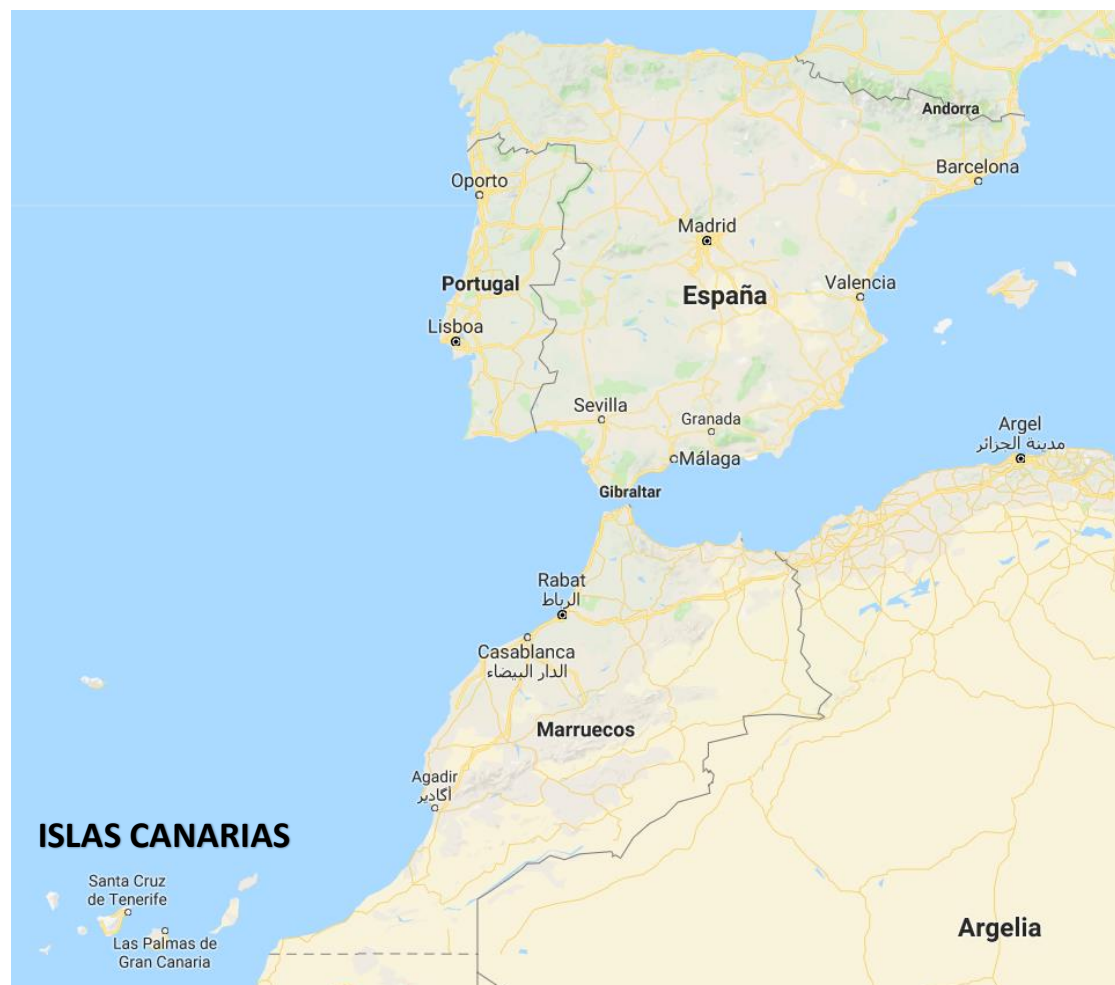 Andorra
Barcelona
Oporto
Madrid
Portugal
España
Valencia
Lisboa
Sevilla
Granada
Málaga
Argel
مدينة الجزائر
Gibraltar
Rabat
الرباط
Casablanca
الدار البيضاء
Marruecos
Agadir
أݣادير
ISLAS CANARIAS
Santa Cruz
de Tenerife
Las Palmas de
Gran Canaria
Argelia